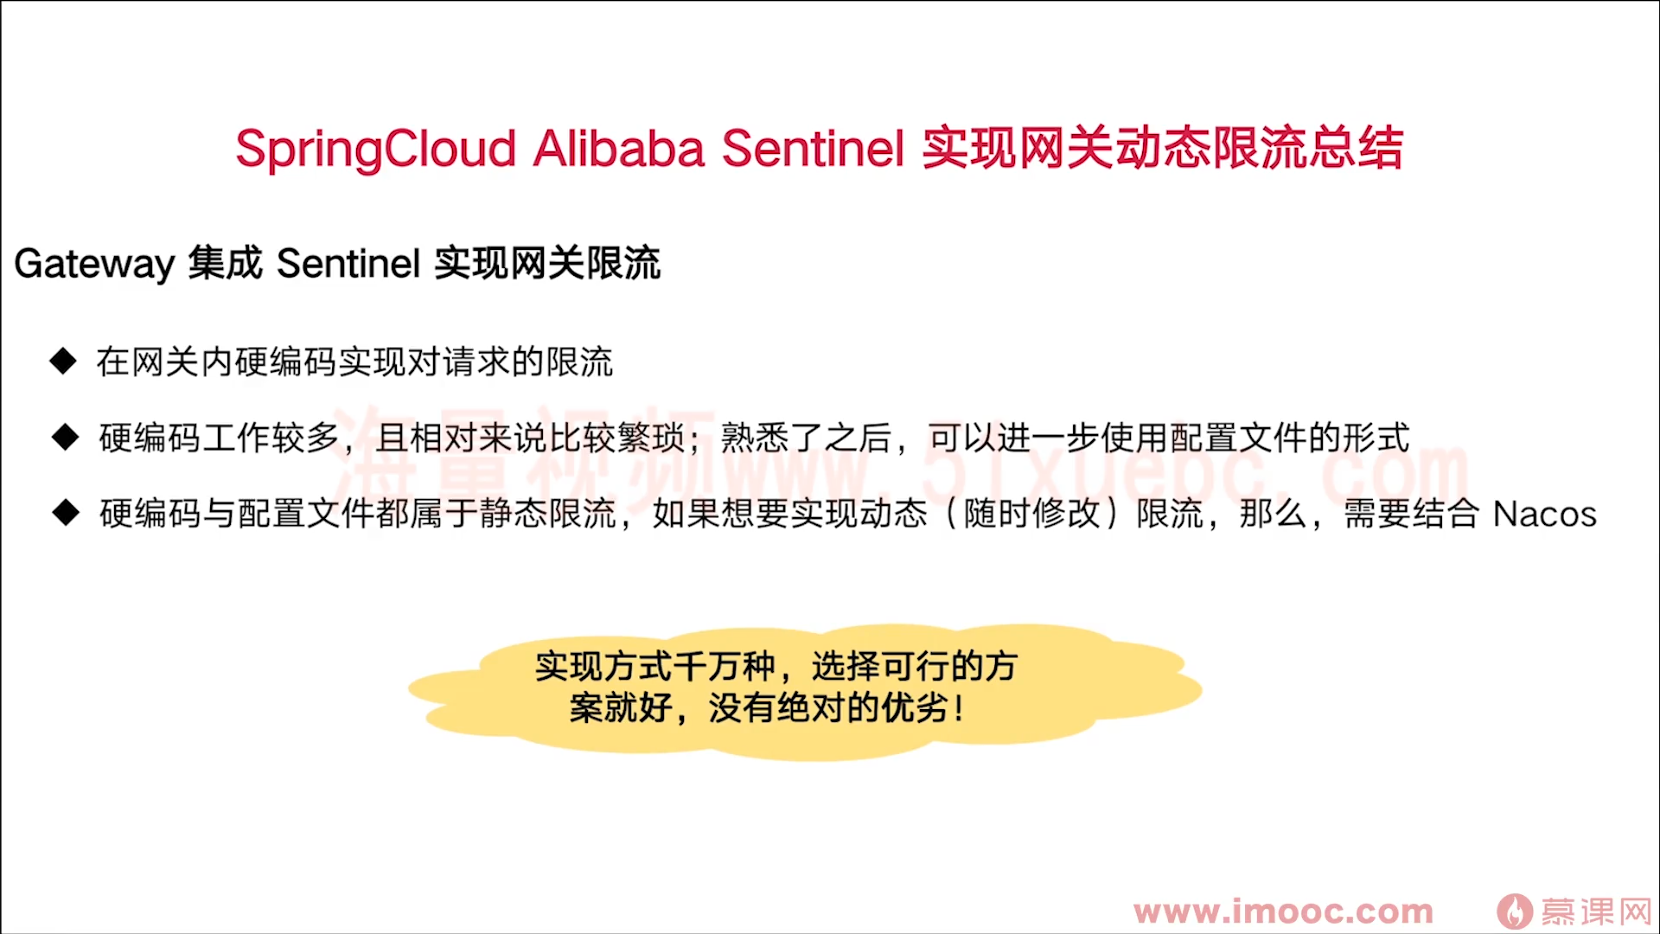 SpringCloud Alibaba Sentinel 实现网关动态限流总结
Gateway 集成 Sentinel 实现网关限流
◆ 在网关内硬编码实现对请求的限流
◆ 硬编码工作较多，且相对来说比较繁琐；熟悉了之后，可以进一步使用配置文件的形式
海量视频www.51xuebc.com
◆ 硬编码与配置文件都属于静态限流，如果想要实现动态（随时修改）限流，那么，需要结合 Nacos
实现方式千万种，选择可行的方
案就好，没有绝对的优劣！
www.imooc.com 慕课网